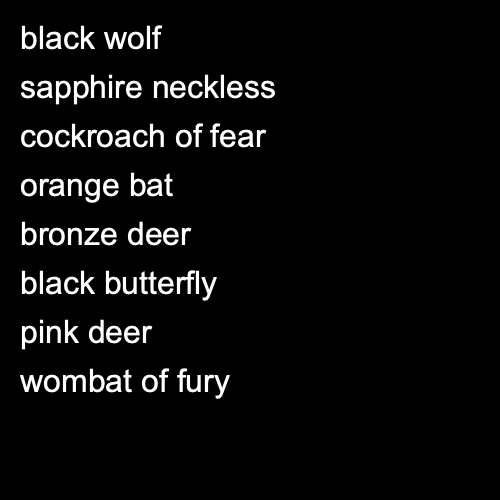 black wolf
sapphire neckless
cockroach of fear
orange bat
bronze deer
black butterfly
pink deer
wombat of fury